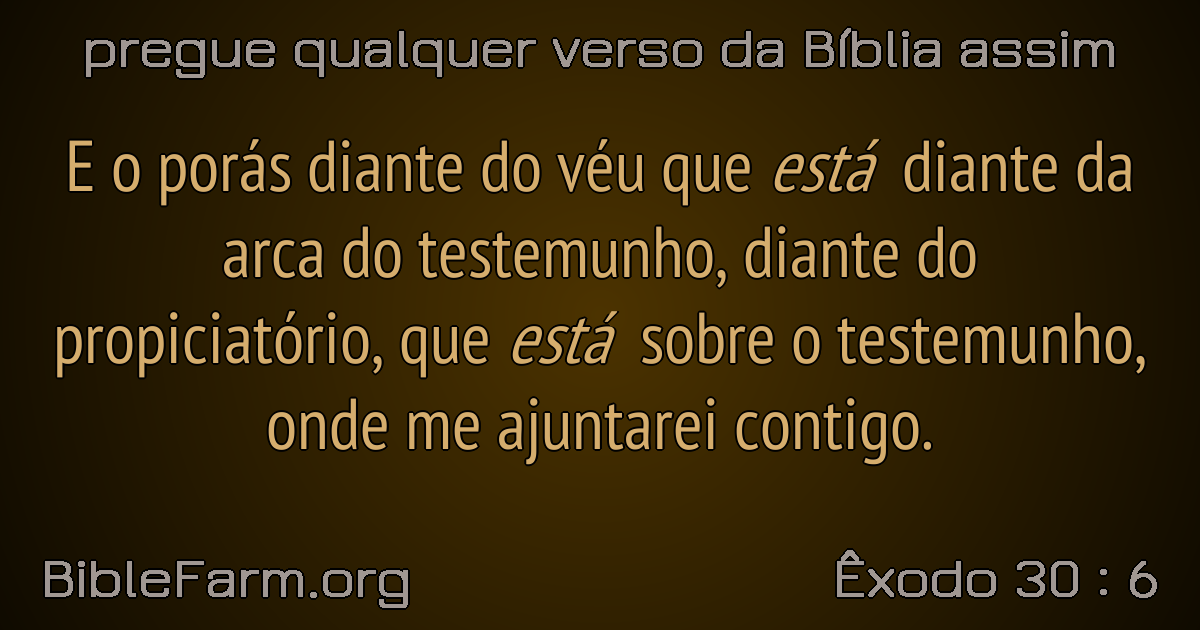 pregue qualquer verso da Bíblia assim
E o porás diante do véu que está diante da
arca do testemunho, diante do
propiciatório, que está sobre o testemunho,
onde me ajuntarei contigo.
BibleFarm.org
Êxodo 30 : 6